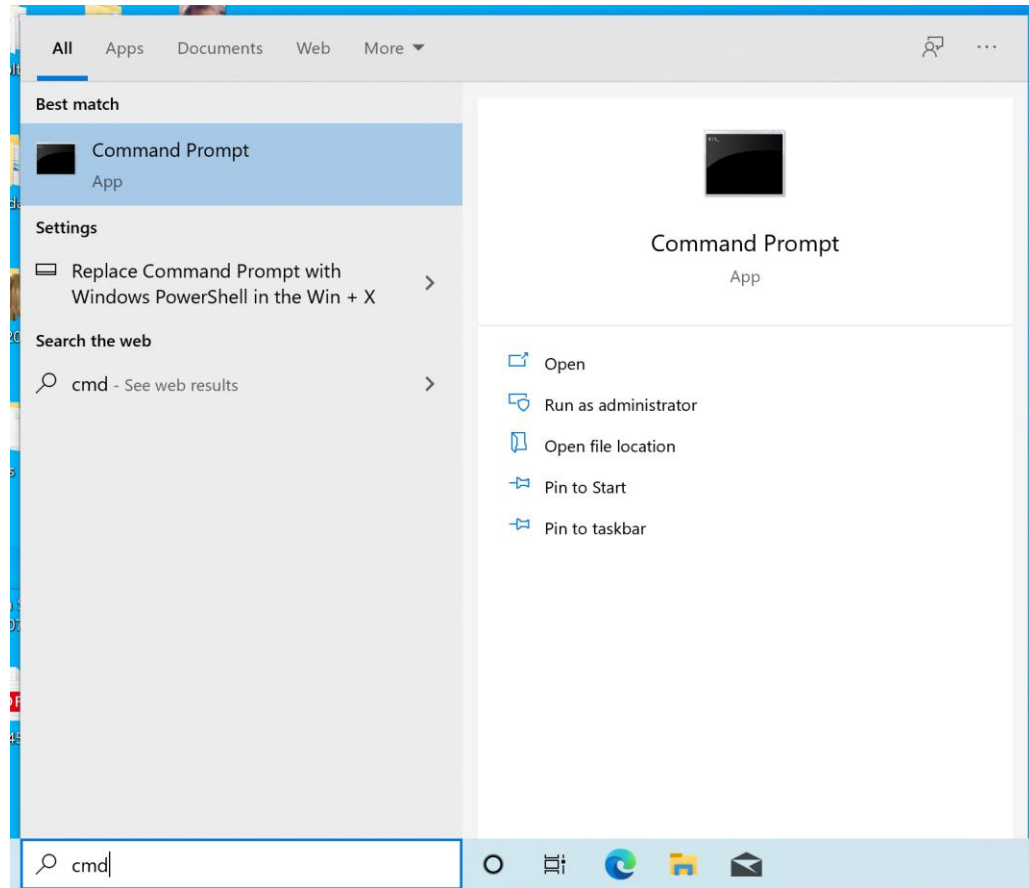 All Apps Documents Web More
Best match
Command Prompt
App
Settings
Replace Command Prompt with
Windows PowerShell in the Win + X
Search the web
cmd - See web results
Command Prompt
App
Open
Run as administrator
Open file location
Pin to Start
Pin to taskbar
cmd